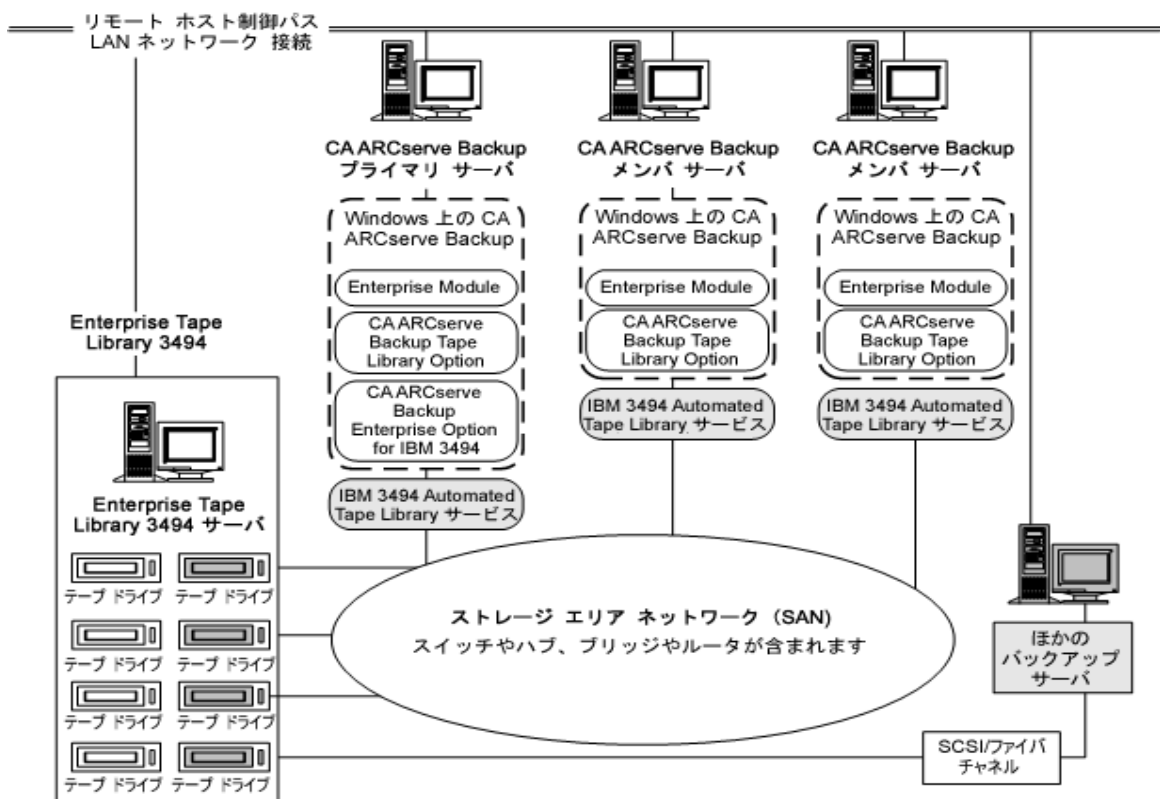 リモート ホスト制御パス
LAN ネットワーク 接続
CA ARCserve Backup
プライマリ サーバ
CA ARCserve Backup
メンバ サーバ
CA ARCserve Backup
メンバ サーバ
Windows 上の CA
ARCserve Backup
Enterprise Module
CA ARCserve
Backup Tape
Library Option
CA ARCserve
Backup
Enterprise Option
for IBM 3494
IBM 3494 Automated
Tape Library サービス
Windows 上の CA
ARCserve Backup
Enterprise Module
CA ARCserve
Backup Tape
Library Option
IBM 3494 Automated
Tape Library サービス
Windows 上の CA
ARCserve Backup
Enterprise Module
CA ARCserve
Backup Tape
Library Option
IBM 3494 Automated
Tape Library サービス
Enterprise Tape
Library 3494
Enterprise Tape
Library 3494 サーバ
テープ ドライブ テープ ドライブ
テープ ドライブ テープ ドライブ
テープ ドライブ テープ ドライブ
テープ ドライブ テープ ドライブ
ストレージ エリア ネットワーク (SAN)
スイッチやハブ、ブリッジやルータが含まれます
ほかの
バックアップ
サーバ
SCSI/ファイバ
チャネル